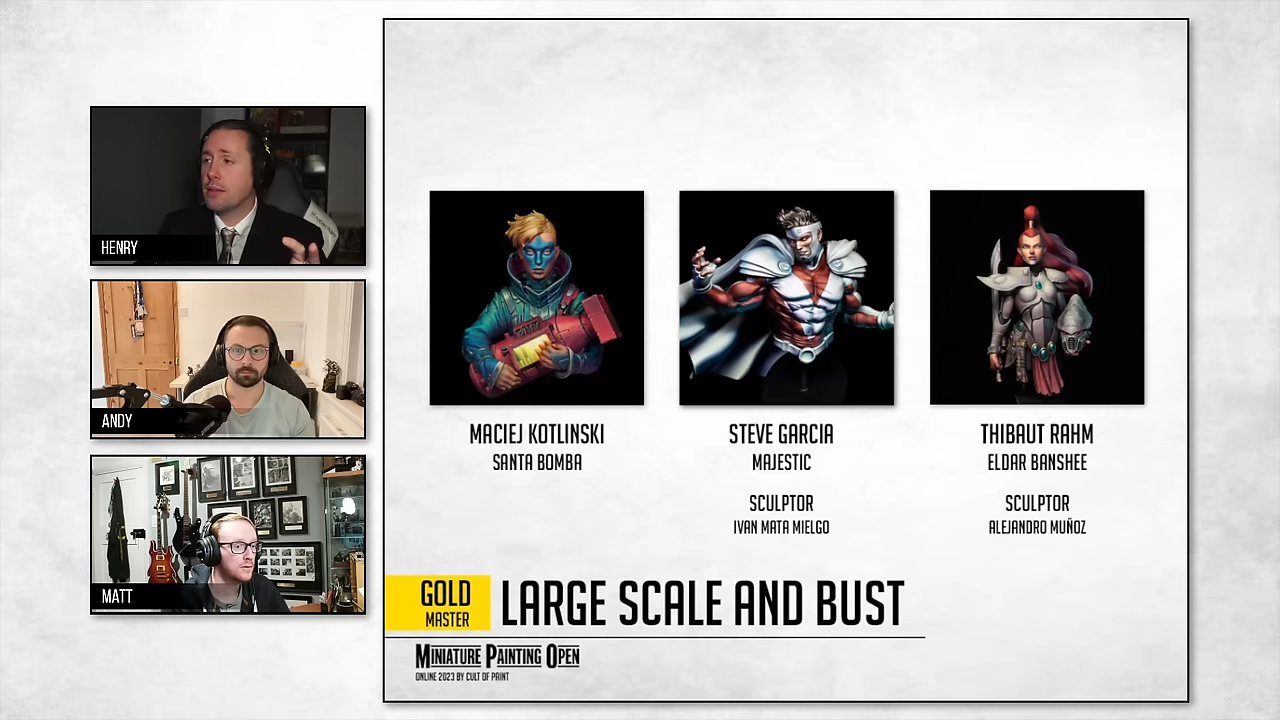 HENRY
ANDY
MATT
MACIEJ KOTLINSKI
SANTA BOMBA
STEVE GARCIA
MAJESTIC
SCULPTOR
IVAN MATA MIELGO
THIBAUT RAHM
ELDAR BANSHEE
SCULPTOR
ALEJANDRO MUÑOZ
GOLD
MASTER
LARGE SCALE AND BUST
MINIATURE PAINTING OPEN
ONLINE 2023 BY CULT OF PAINT